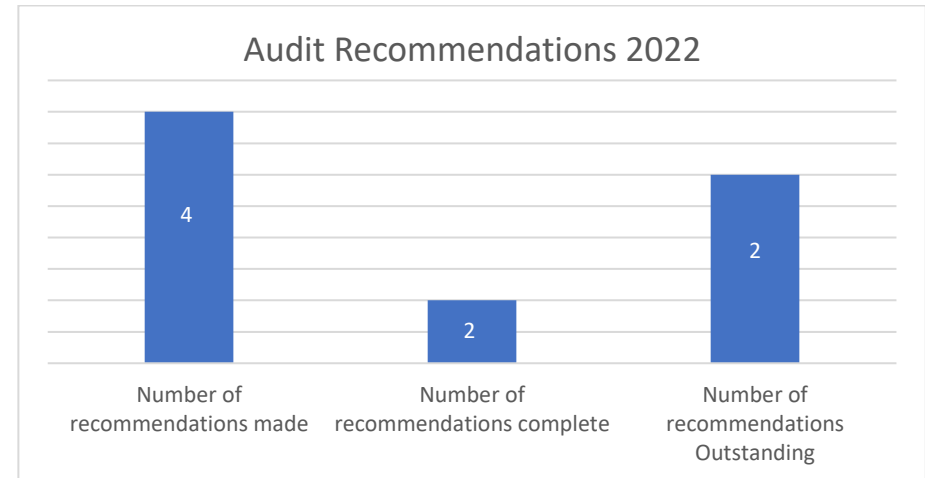 Audit Recommendations 2022
4
2
2
Number of
recommendations made
Number of
recommendations complete
Number of
recommendations
Outstanding